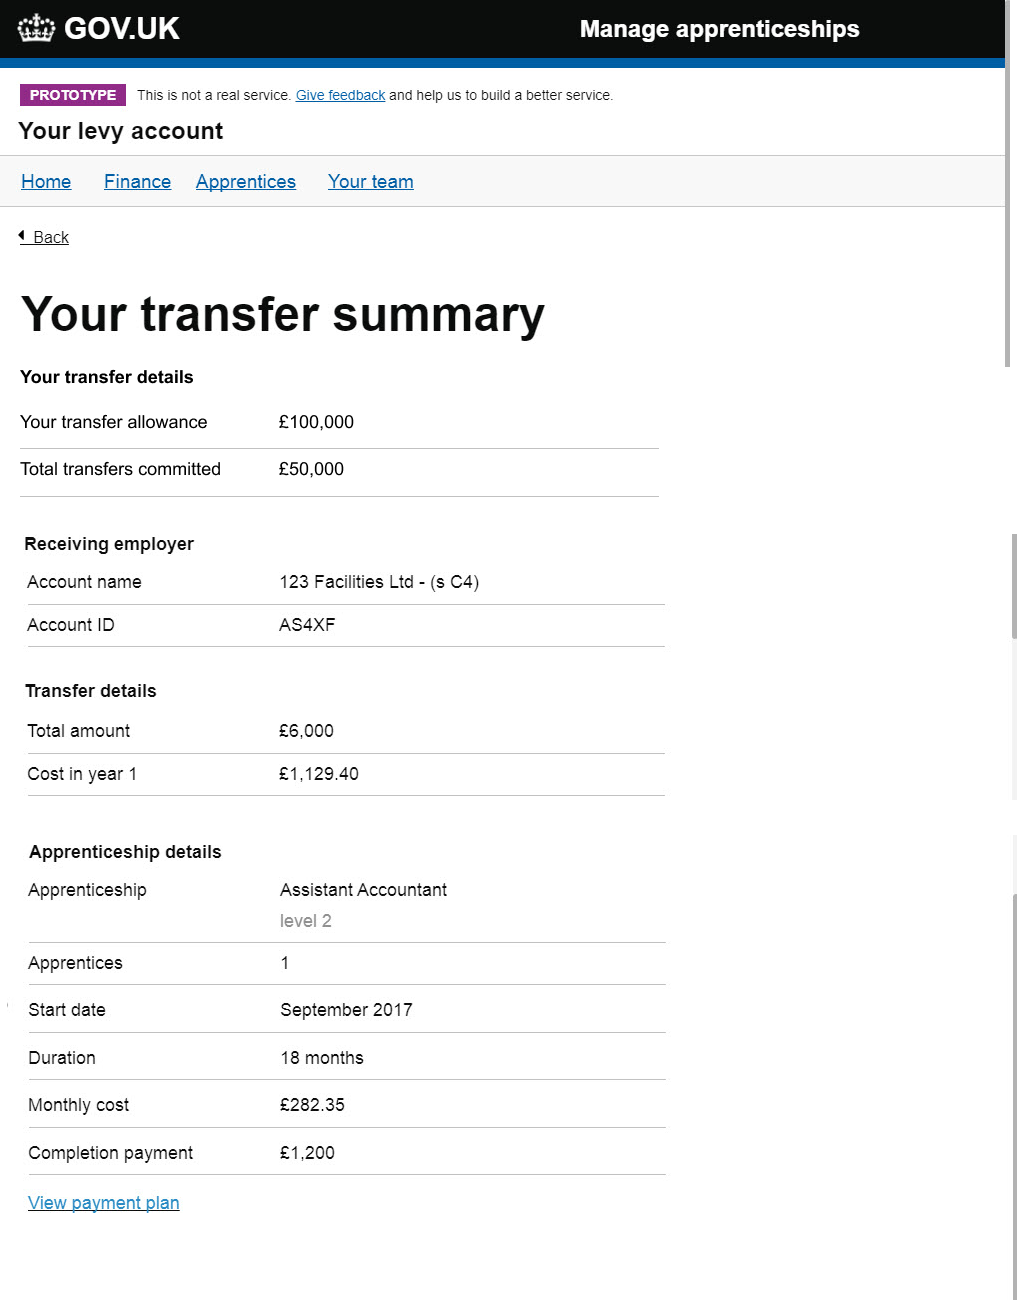 GOV.UK Manage apprenticeships
PROTOTYPE This is not a real service. Give feedback and help us to build a better service.
Your levy account
Home Finance Apprentices Your team
Back
Your transfer summary
Your transfer details
Your transfer allowance £100,000
Total transfers committed £50,000
Receiving employer
Account name 123 Facilities Ltd - (s C4)
Account ID AS4XF
Transfer details
Total amount £6,000
Cost in year 1 £1,129.40
Apprenticeship details
Apprenticeship Assistant Accountant
level 2
Apprentices 1
Start date September 2017
Duration 18 months
Monthly cost £282.35
Completion payment £1,200
View payment plan